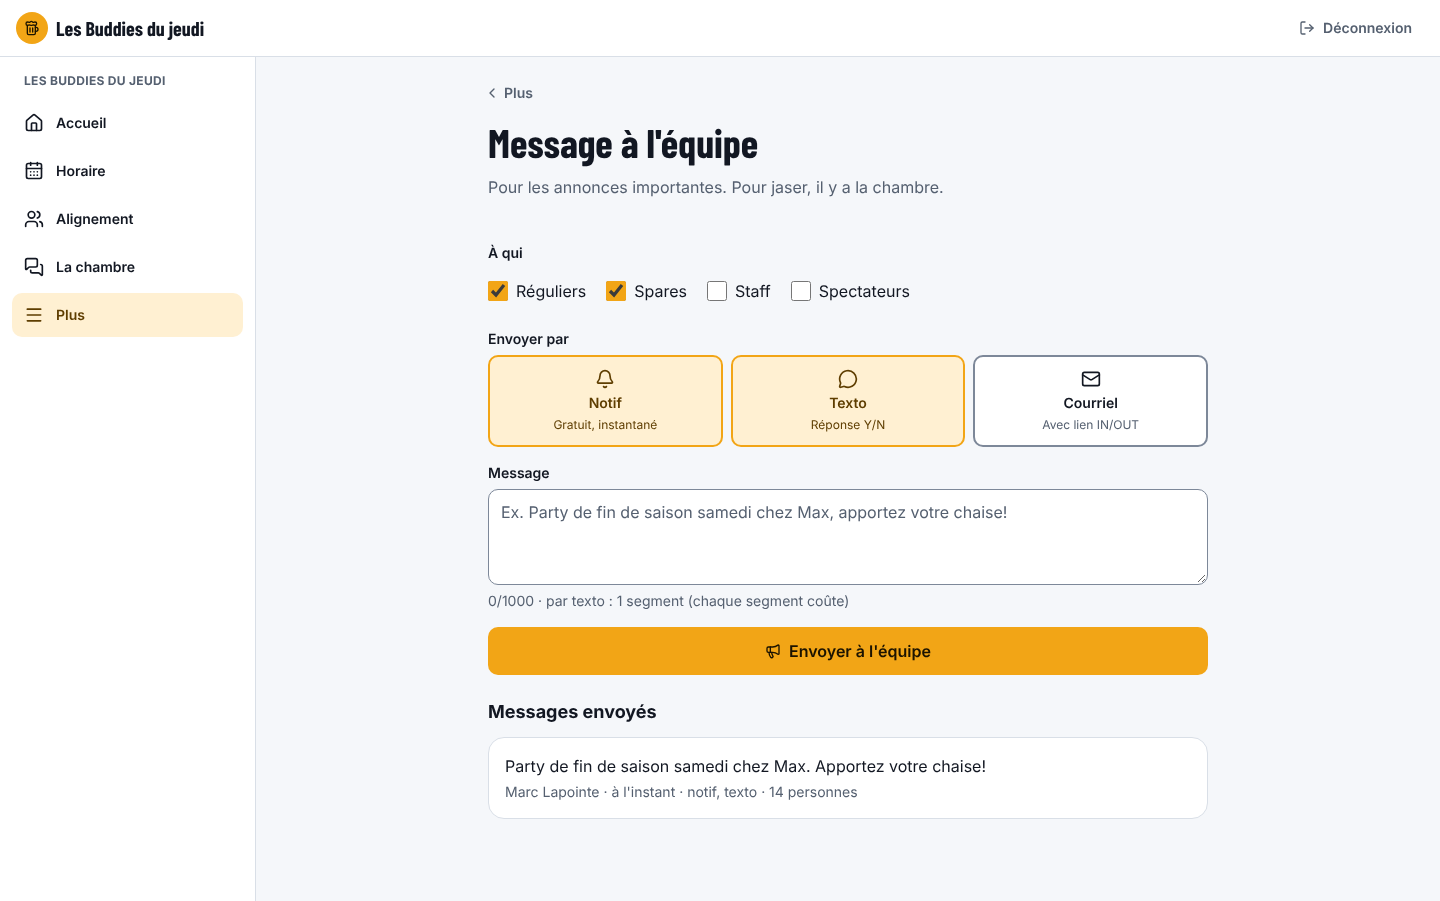 Les Buddies du jeudi
Déconnexion
LES BUDDIES DU JEUDI
Accueil
Horaire
Alignement
La chambre
Plus
Plus
Message à l'équipe
Pour les annonces importantes. Pour jaser, il y a la chambre.
À qui
Réguliers
Spares
Staff
Spectateurs
Envoyer par
Notif
Gratuit, instantané
Texto
Réponse Y/N
Courriel
Avec lien IN/OUT
Message
Ex. Party de fin de saison samedi chez Max, apportez votre chaise!
0/1000 · par texto : 1 segment (chaque segment coûte)
Envoyer à l'équipe
Messages envoyés
Party de fin de saison samedi chez Max. Apportez votre chaise!
Marc Lapointe · à l'instant · notif, texto · 14 personnes